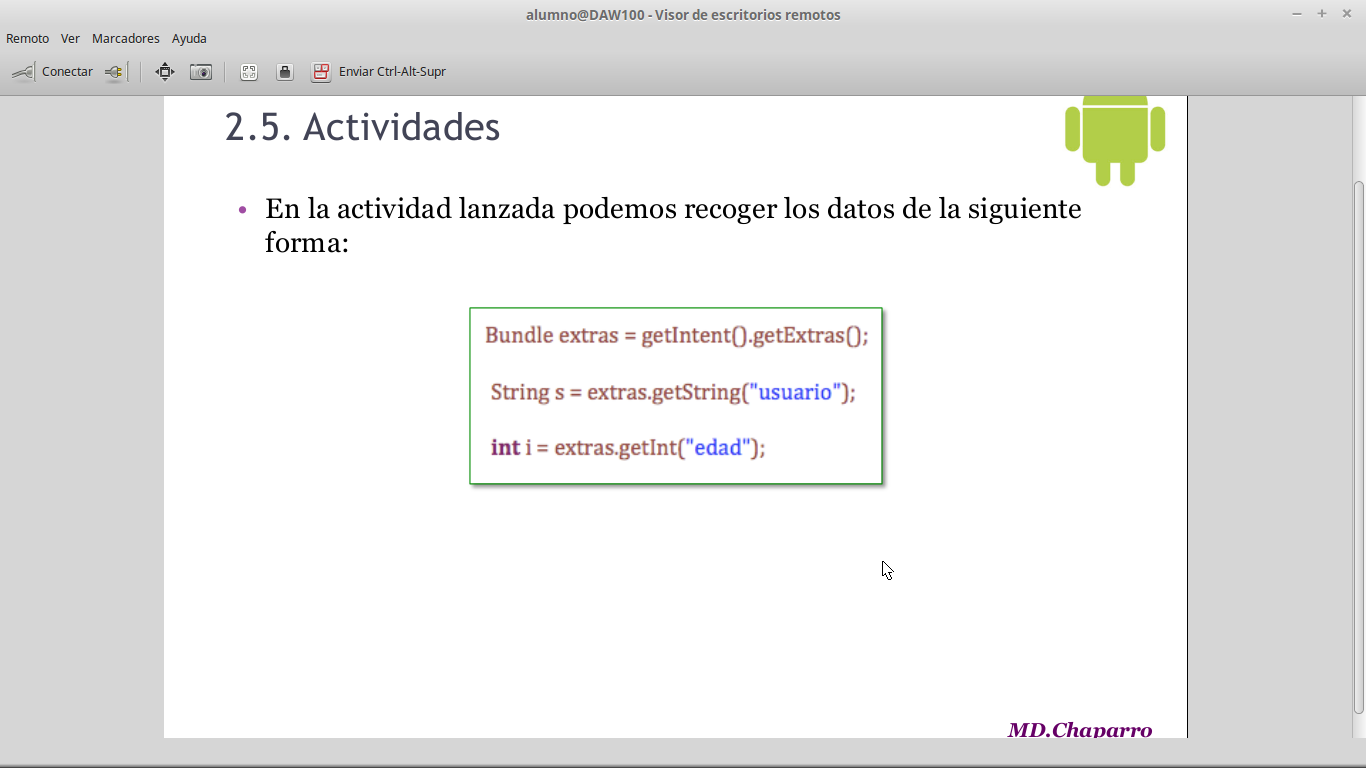 alumno@DAW100 - Visor de escritorios remotos
Remoto Ver Marcadores Ayuda
Conectar Enviar Ctrl-Alt-Supr
2.5. Actividades
• En la actividad lanzada podemos recoger los datos de la siguiente
forma:
Bundle extras = getIntent().getExtras();
String s = extras.getString("usuario");
int i = extras.getInt("edad");
MD.Chaparro